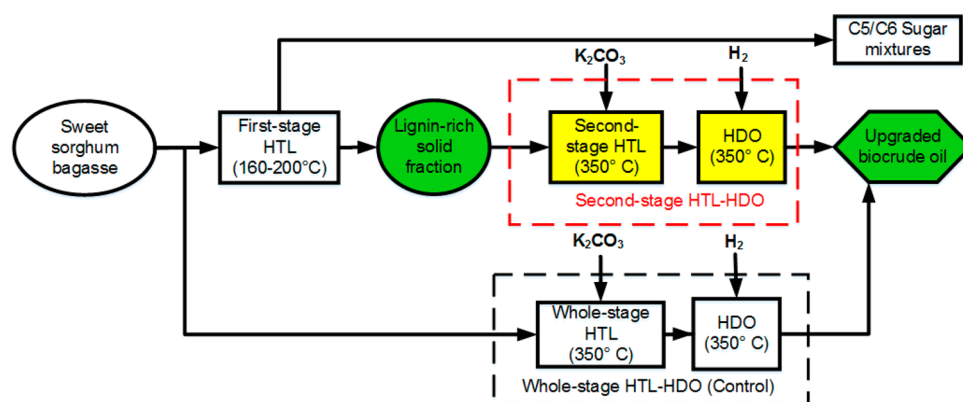 C5/C6 Sugar
mixtures
K₂CO₃
H₂
Sweet
sorghum
bagasse
First-stage
HTL
(160-200°C)
Lignin-rich
solid
fraction
Second-
stage HTL
(350° C)
HDO
(350° C)
Upgraded
biocrude oil
Second-stage HTL-HDO
K₂CO₃
H₂
Whole-stage
HTL
(350° C)
HDO
(350° C)
Whole-stage HTL-HDO (Control)